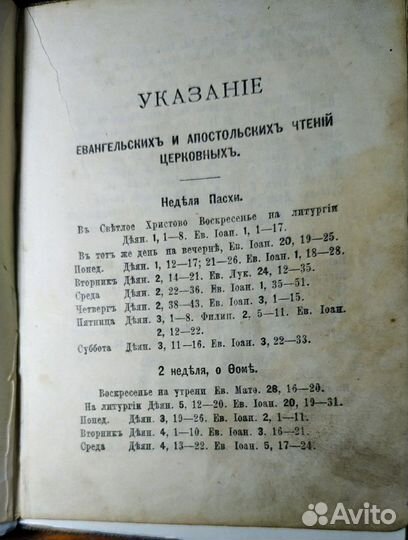 УКАЗАНІЕ
ЕВАНГЕЛЬСКИХЪ И АПОСТОЛЬСКИХЪ ЧТЕНІЙ
ЦЕРКОВНЫХЪ.
Недѣля Пасхи.
Въ Свѣтлое Христово Воскресенье на литургіи
Дѣян. 1, 1—8. Ев. Іоан. 1, 1—17.
Въ тотъ же день на вечернѣ, Ев. Іоан. 20, 19—25.
Понед. Дѣян. 1, 12—17; 21—26. Ев. Іоан. 1, 18—28.
Вторникъ Дѣян. 2, 14—21. Ев. Лук. 24, 12—35.
Среда Дѣян. 2, 22—36. Ев. Іоан. 1, 35—51.
Четвергъ Дѣян. 2, 38—43. Ев. Іоан. 3, 1—15.
Пятница Дѣян. 3, 1—8. Филип. 2, 5—11. Ев. Іоан.
2, 12—22.
Суббота Дѣян. 3, 11—16. Ев. Іоан. 3, 22—33.
2 недѣля, о Ѳомѣ.
Воскресенье на утрени Ев. Матѳ. 28, 16—20.
На литургіи Дѣян. 5, 12—20. Ев. Іоан. 20, 19—31.
Понед. Дѣян. 3, 19—26. Ев. Іоан. 2, 1—11.
Вторникъ Дѣян. 4, 1—10. Ев. Іоан. 3, 16—21.
Среда Дѣян. 4, 13—22. Ев. Іоан. 5, 17—24.
Avito